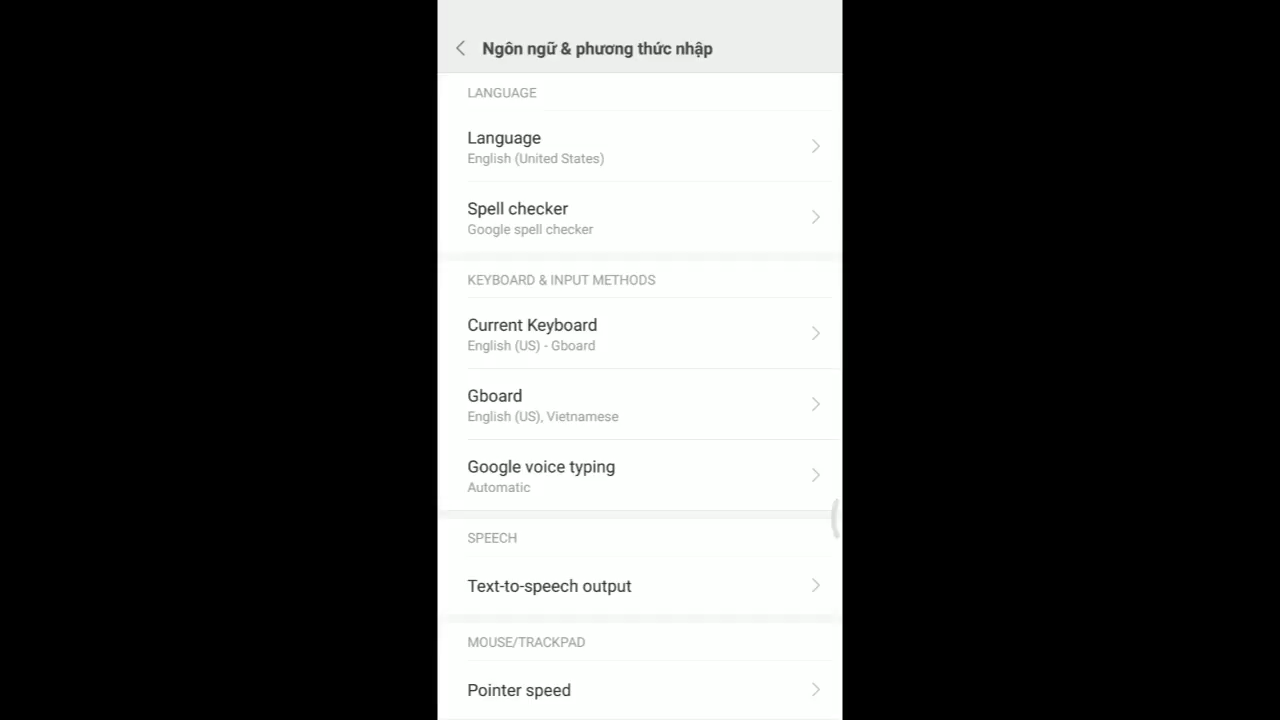 Ngôn ngữ & phương thức nhập
LANGUAGE
Language
English (United States)
Spell checker
Google spell checker
KEYBOARD & INPUT METHODS
Current Keyboard
English (US) - Gboard
Gboard
English (US), Vietnamese
Google voice typing
Automatic
SPEECH
Text-to-speech output
MOUSE/TRACKPAD
Pointer speed